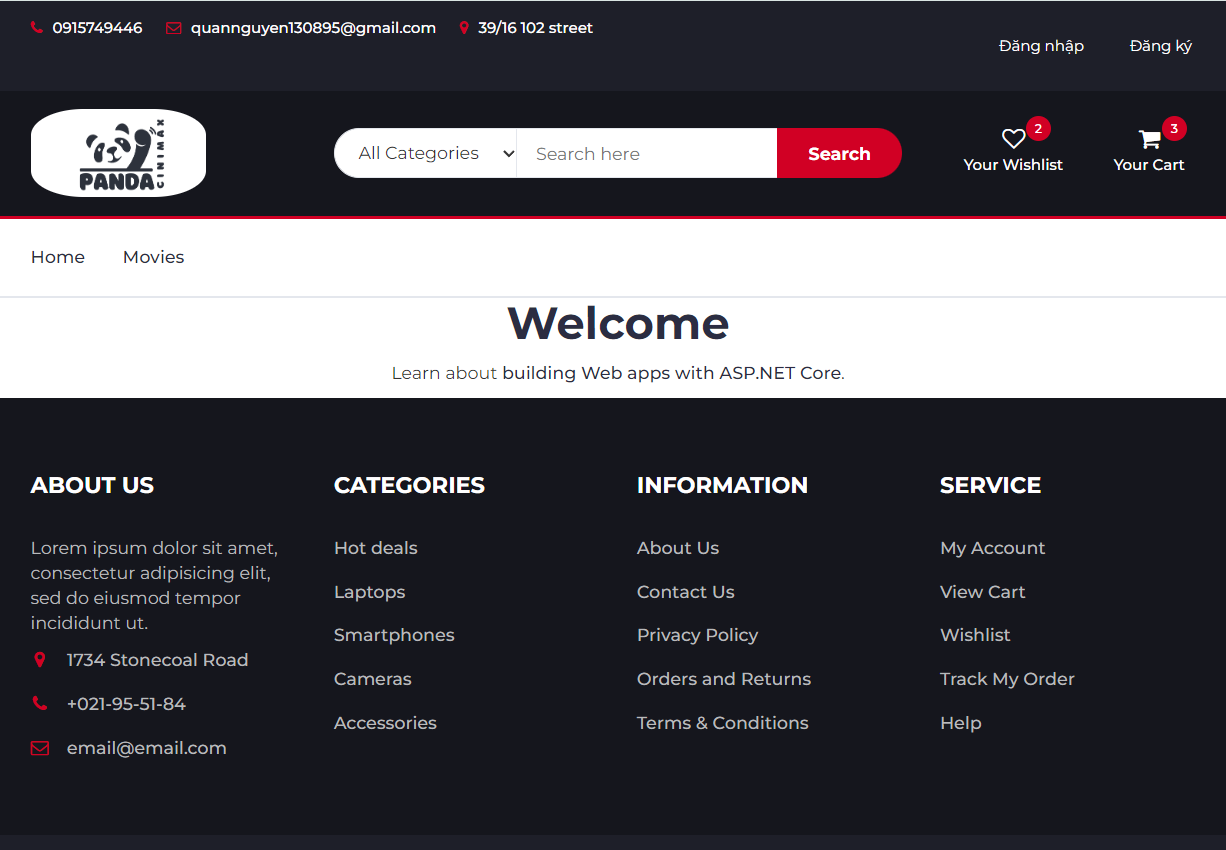 0915749446 quannguyen130895@gmail.com 39/16 102 street
Đăng nhập Đăng ký
PANDA
CINIMAX
All Categories Search here Search
2
Your Wishlist
3
Your Cart
Home Movies
Welcome
Learn about building Web apps with ASP.NET Core.
ABOUT US
Lorem ipsum dolor sit amet,
consectetur adipisicing elit,
sed do eiusmod tempor
incididunt ut.
1734 Stonecoal Road
+021-95-51-84
email@email.com
CATEGORIES
Hot deals
Laptops
Smartphones
Cameras
Accessories
INFORMATION
About Us
Contact Us
Privacy Policy
Orders and Returns
Terms & Conditions
SERVICE
My Account
View Cart
Wishlist
Track My Order
Help